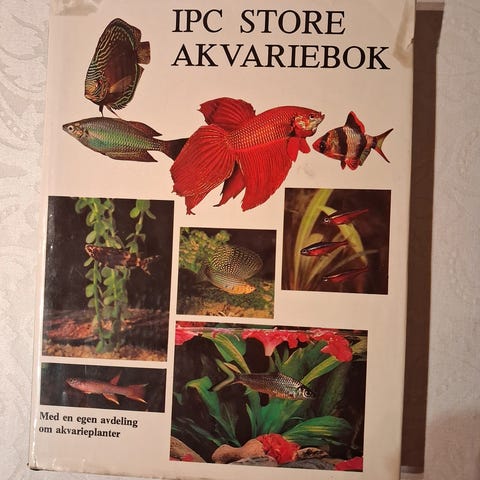 IPC STORE
AKVARIEBOK
Med en egen avdeling
om akvarieplanter